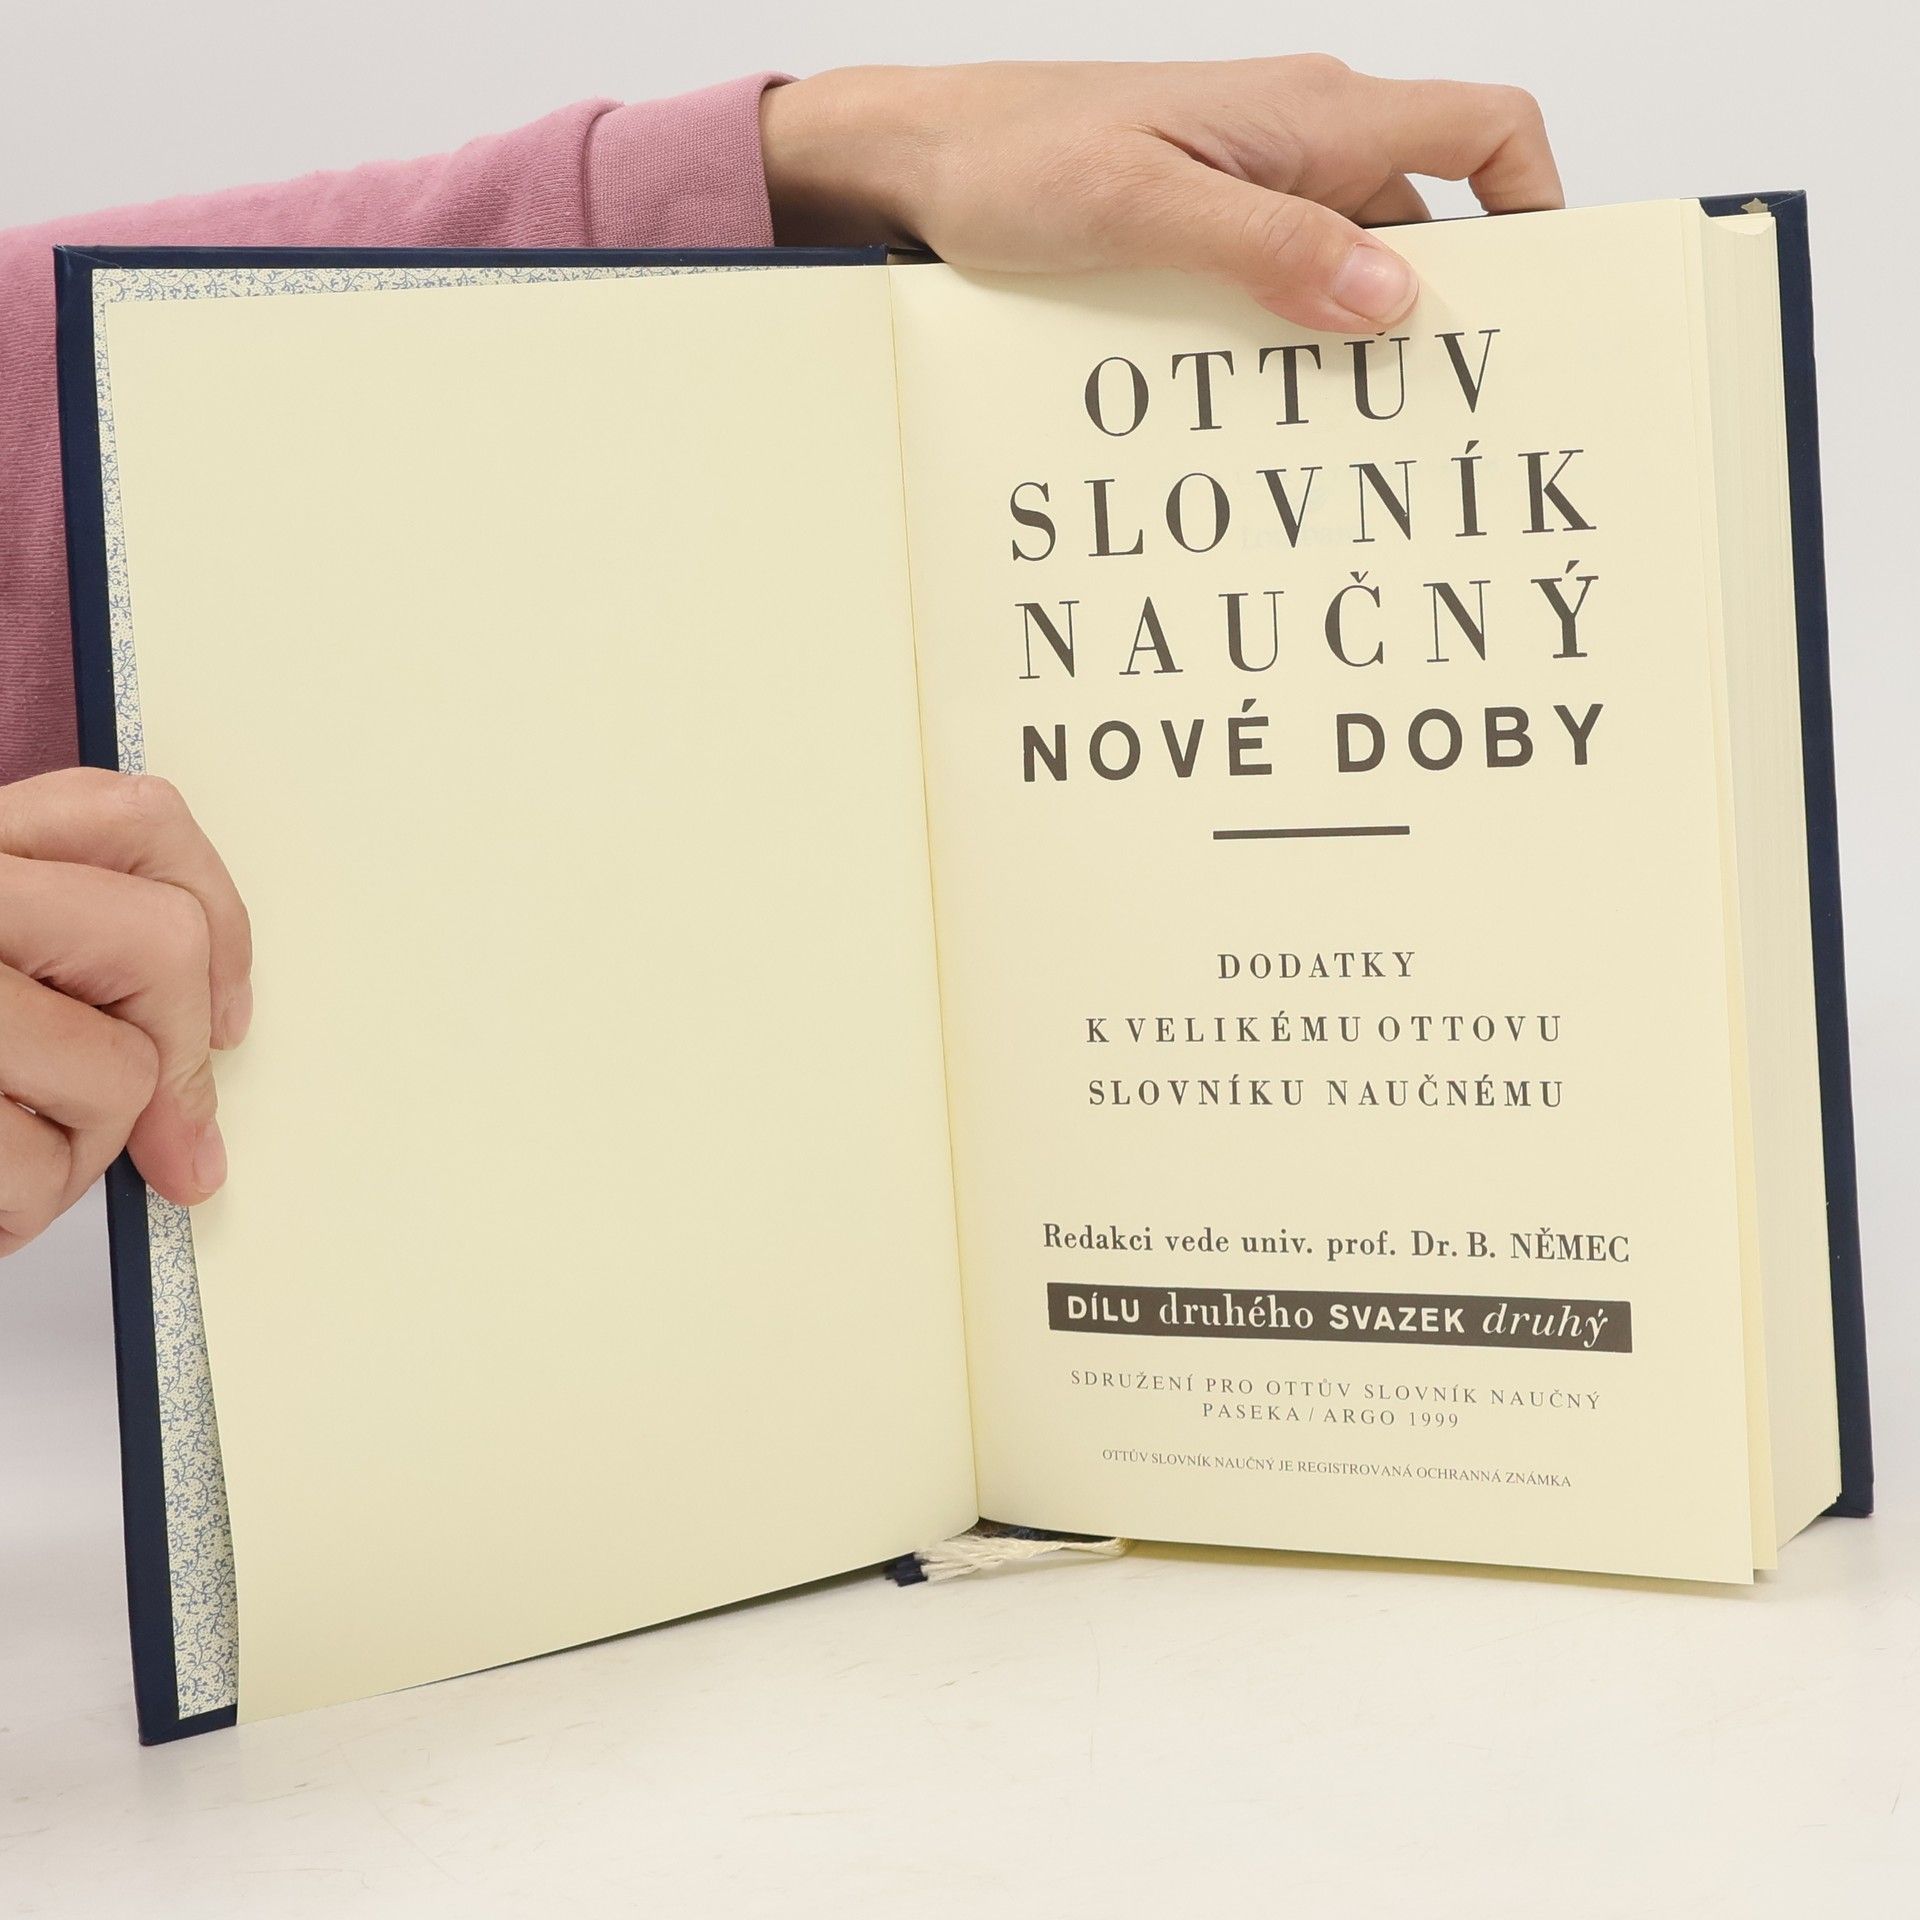 OTTŮV
SLOVNÍK
NAUČNÝ
NOVÉ DOBY
DODATKY
K VELIKÉMU OTTOVU
SLOVNÍKU NAUČNÉMU
Redakci vede univ. prof. Dr. B. NĚMEC
DÍLU druhého SVAZEK druhý
SDRUŽENÍ PRO OTTŮV SLOVNÍK NAUČNÝ
PASEKA / ARGO 1999
OTTŮV SLOVNÍK NAUČNÝ JE REGISTROVANÁ OCHRANNÁ ZNÁMKA